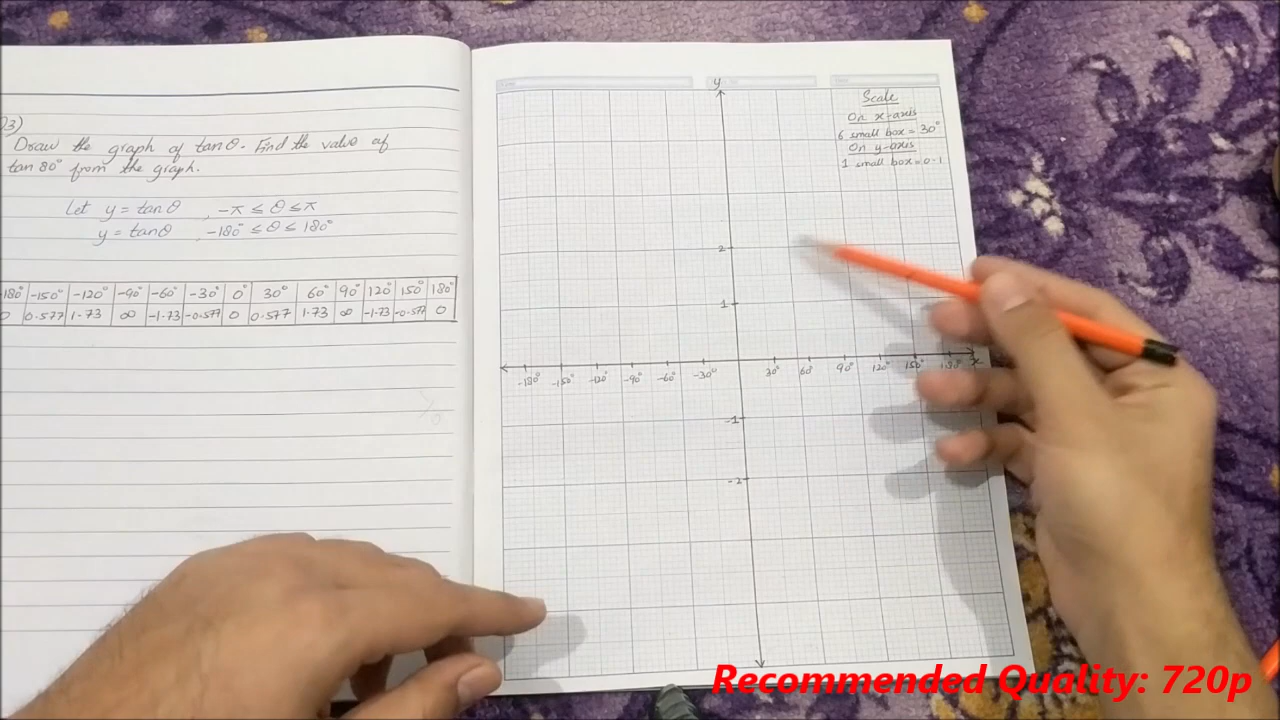 Q3)
Draw the graph of tanθ. Find the value of
tan 80° from the graph.
Let y = tanθ , -π ≤ θ ≤ π
y = tanθ , -180° ≤ θ ≤ 180°
-180° -150° -120° -90° -60° -30° 0° 30° 60° 90° 120° 150° 180°
0 0.577 1.73 ∞ -1.73 -0.577 0 0.577 1.73 ∞ -1.73 -0.577 0
y
Scale
On x-axis
6 small box = 30°
On y-axis
1 small box = 0.1
2
1
-180° -150° -120° -90° -60° -30° 30° 60° 90° 120° 150° 180° x
-1
-2
Recommended Quality: 720p